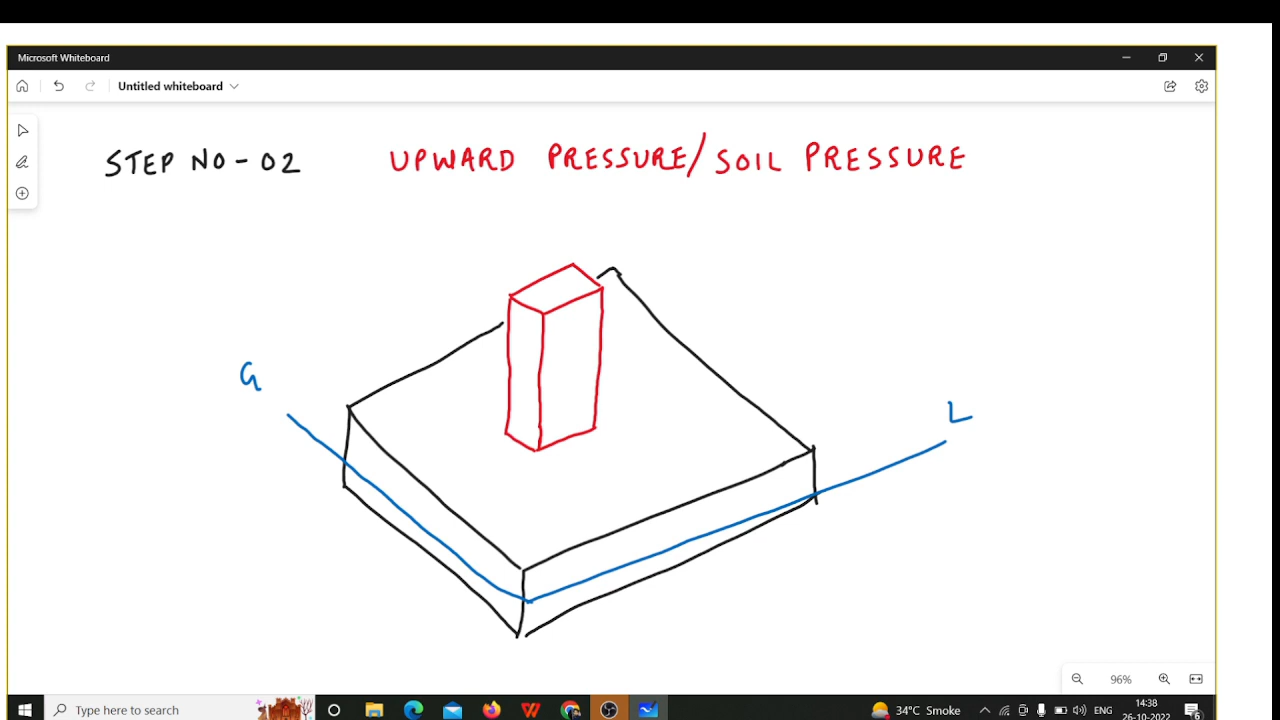 Microsoft Whiteboard
Untitled whiteboard
STEP NO-02 UPWARD PRESSURE/SOIL PRESSURE
G
L
96%
Type here to search
34°C Smoke
ENG
14:38
26-10-2022
6